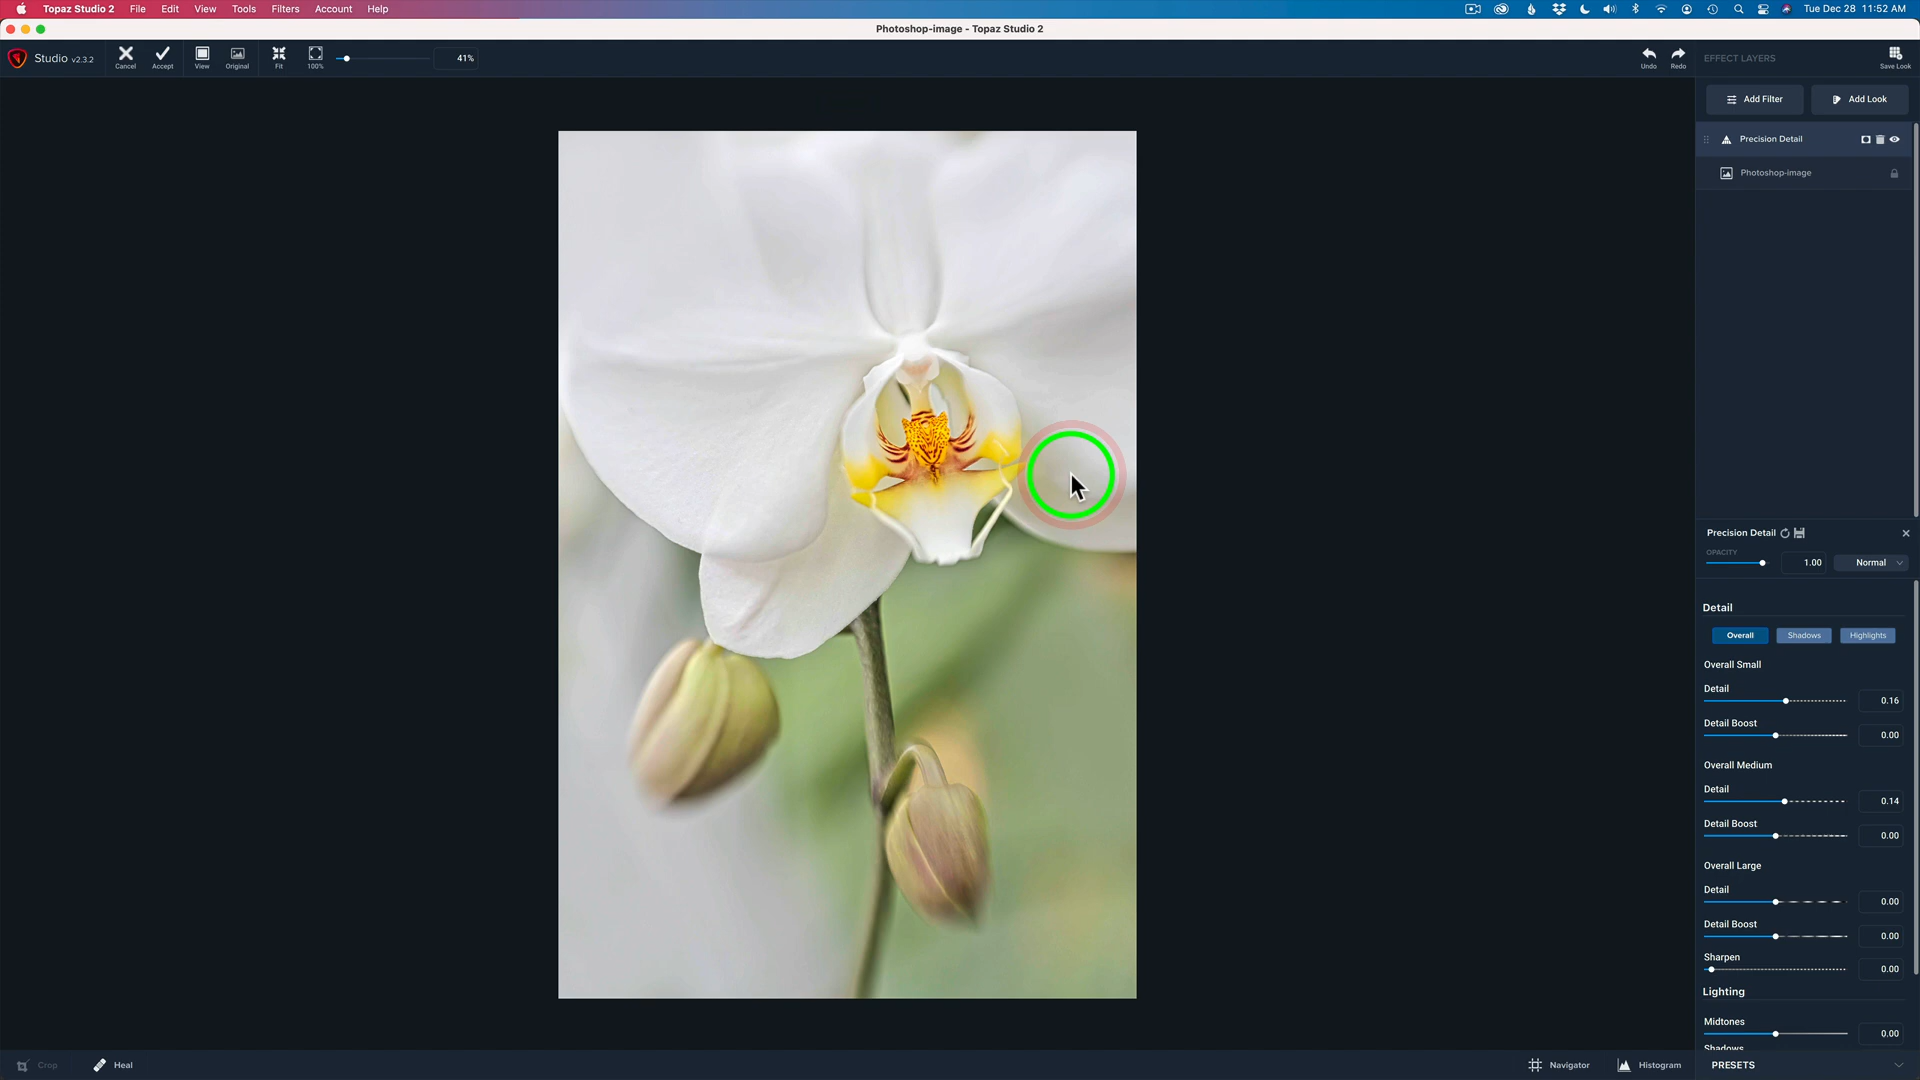 Topaz Studio 2 File Edit View Tools Filters Account Help Tue Dec 28 11:52 AM
Photoshop-image - Topaz Studio 2
Studio v2.3.2 Cancel Accept View Original Fit 100% 41% Undo Redo EFFECT LAYERS Save Look
Add Filter Add Look
Precision Detail
Photoshop-image
Precision Detail
OPACITY
1.00 Normal
Detail
Overall Shadows Highlights
Overall Small
Detail
0.16
Detail Boost
0.00
Overall Medium
Detail
0.14
Detail Boost
0.00
Overall Large
Detail
0.00
Detail Boost
0.00
Sharpen
0.00
Lighting
Midtones
0.00
Shadows
Crop Heal Navigator Histogram PRESETS